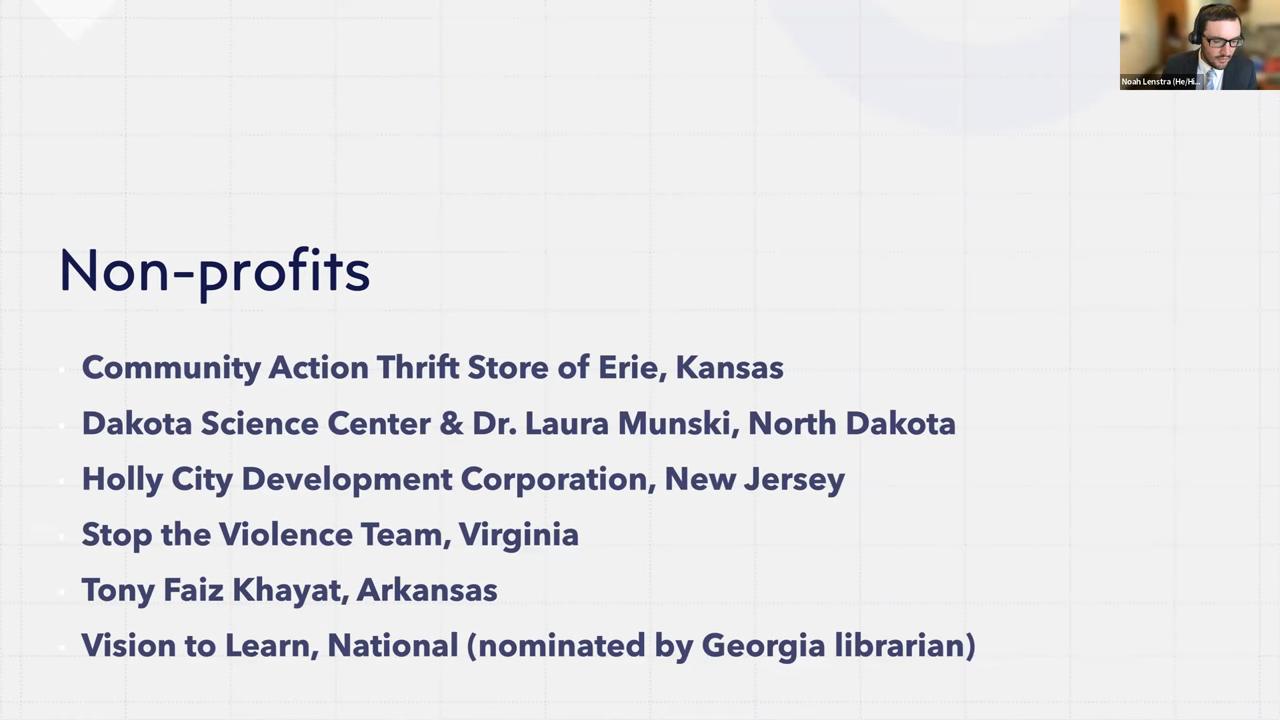 Noah Lenstra (He/Hi...
Non-profits
Community Action Thrift Store of Erie, Kansas
Dakota Science Center & Dr. Laura Munski, North Dakota
Holly City Development Corporation, New Jersey
Stop the Violence Team, Virginia
Tony Faiz Khayat, Arkansas
Vision to Learn, National (nominated by Georgia librarian)